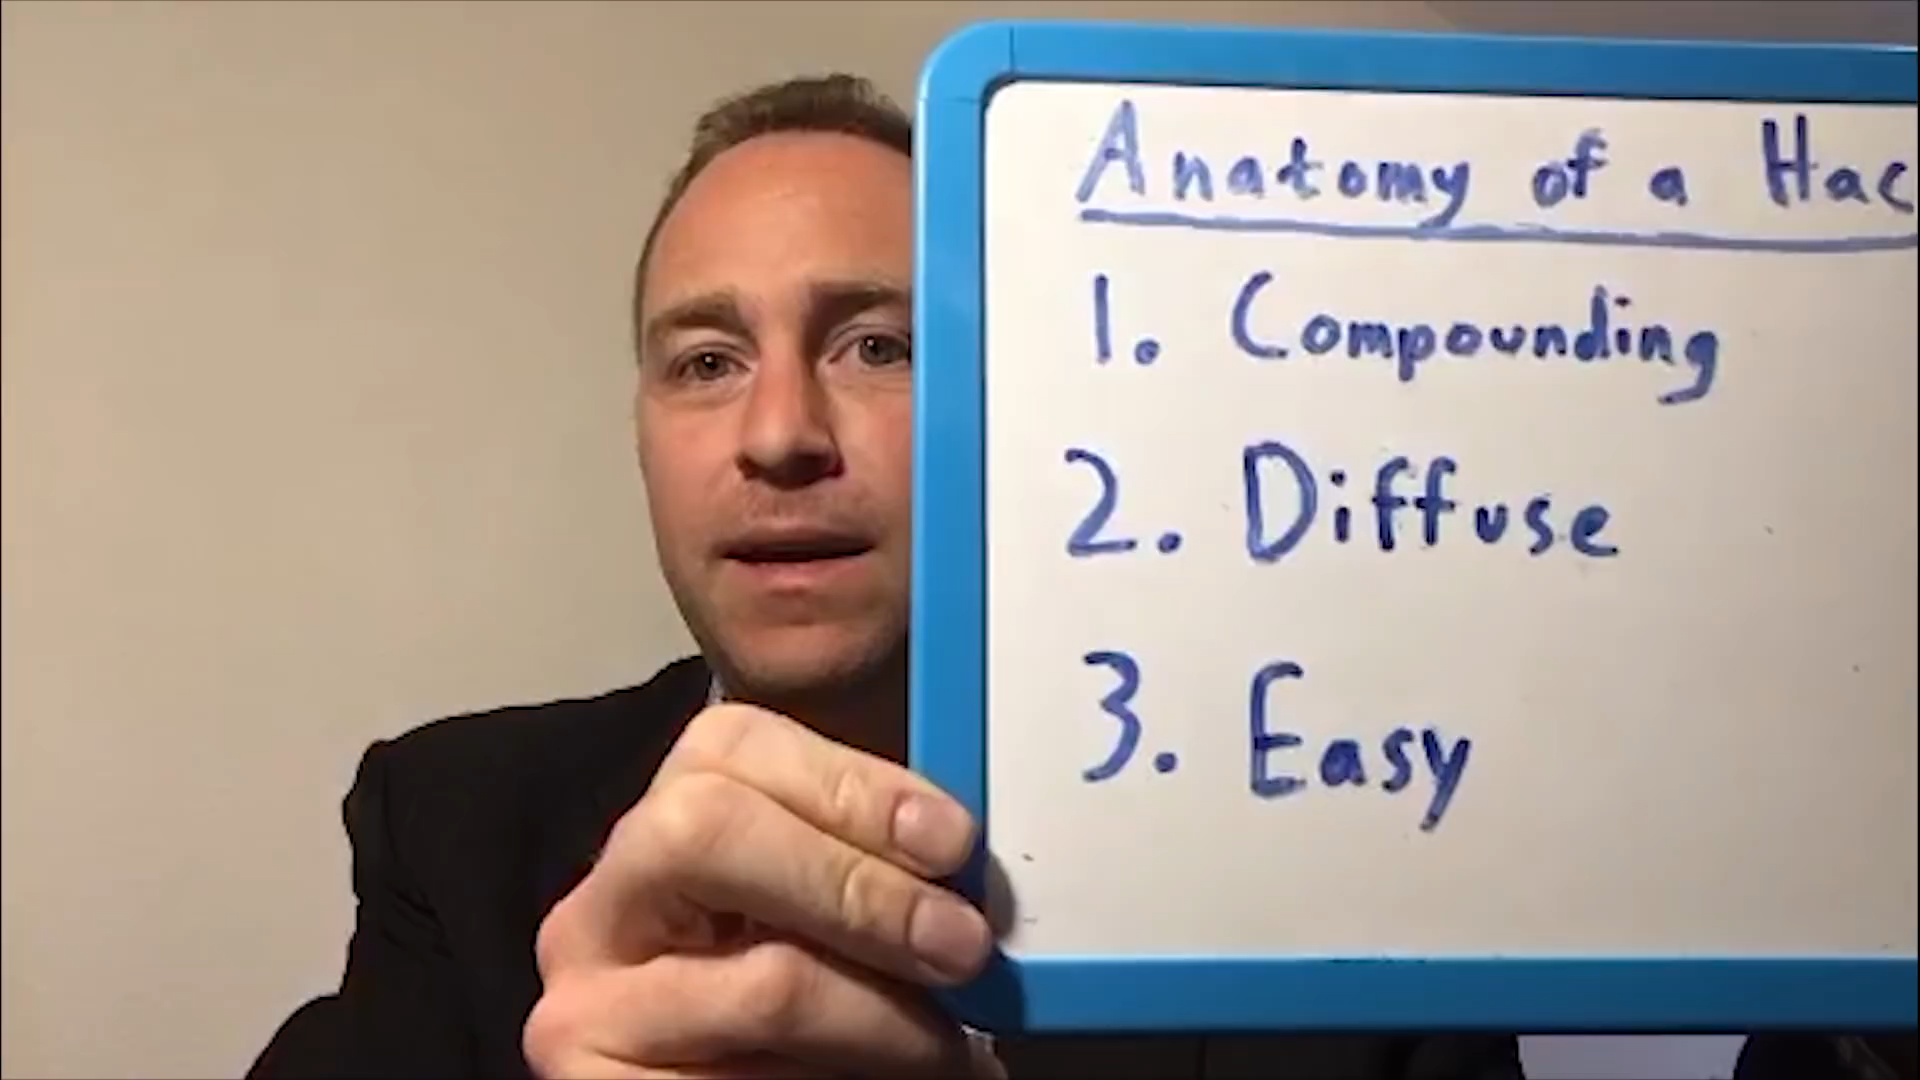 Anatomy of a Hac
1. Compounding
2. Diffuse
3. Easy